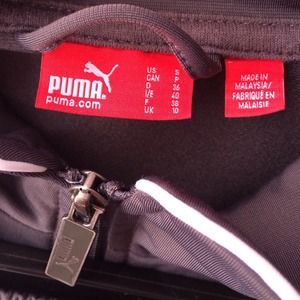 PUMA
puma.com
US S
CAN P
D 36
I/E 40
F 38
UK 10
MADE IN
MALAYSIA/
FABRIQUÉ EN
MALAISIE
PUMA